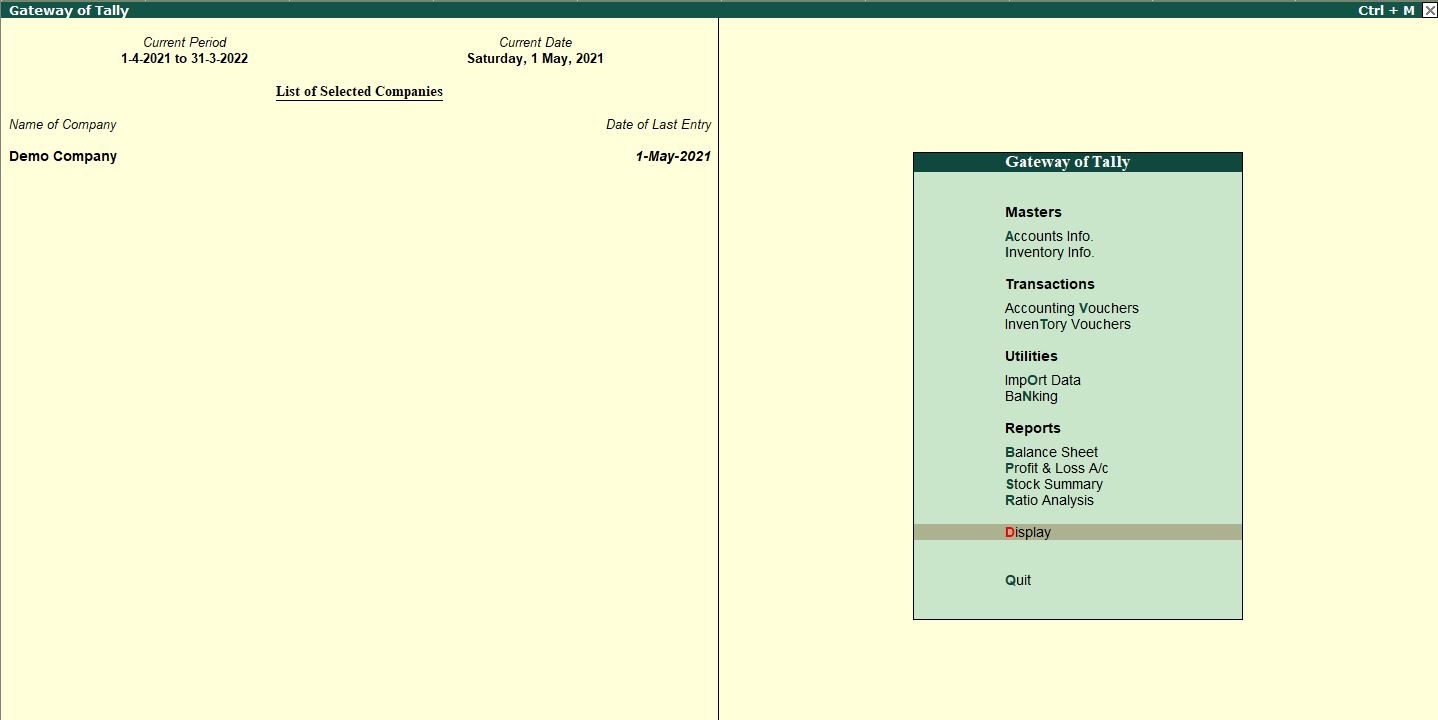 Gateway of Tally
Ctrl + M
Current Period
Current Date
1-4-2021 to 31-3-2022
Saturday, 1 May, 2021
List of Selected Companies
Name of Company
Date of Last Entry
Demo Company
1-May-2021
Gateway of Tally
Masters
Accounts Info.
Inventory Info.
Transactions
Accounting Vouchers
InvenTory Vouchers
Utilities
ImpOrt Data
BaNking
Reports
Balance Sheet
Profit & Loss A/c
Stock Summary
Ratio Analysis
Display
Quit